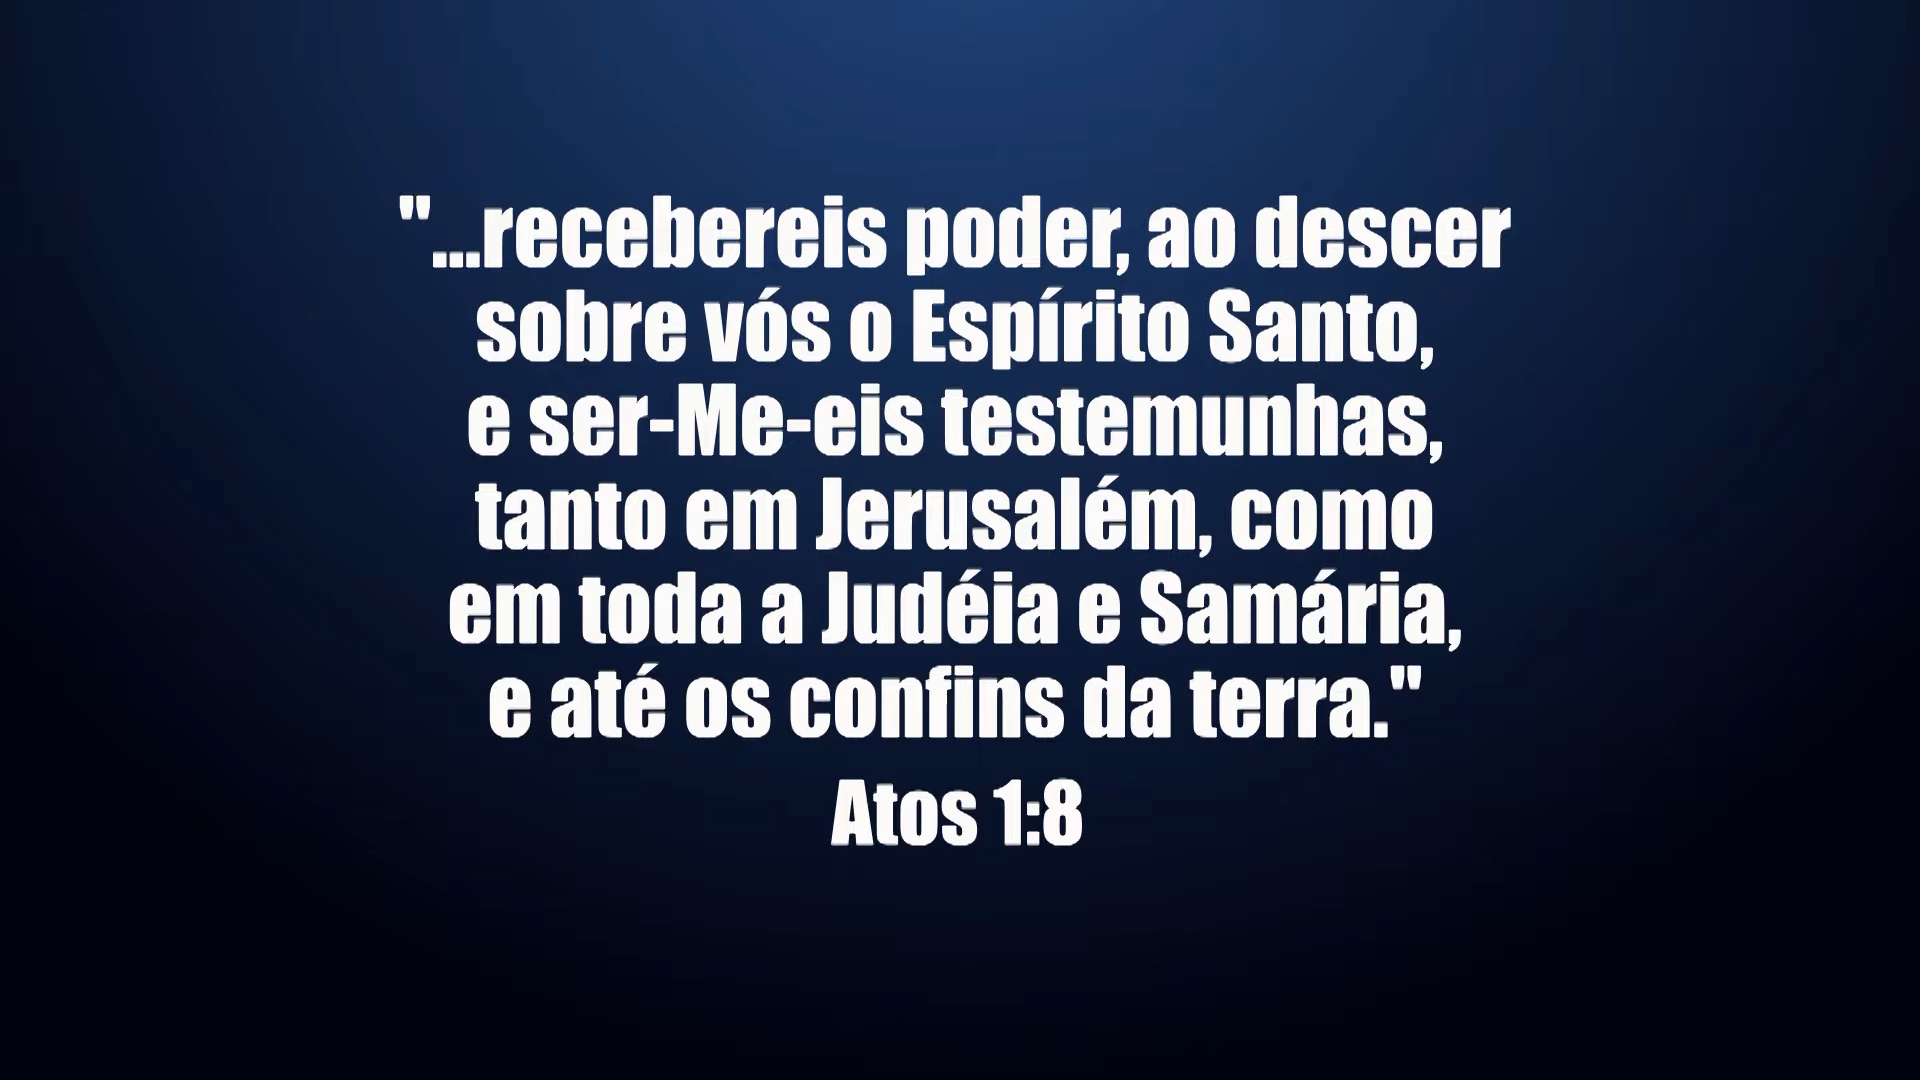 "...recebereis poder, ao descer
sobre vós o Espírito Santo,
e ser-Me-eis testemunhas,
tanto em Jerusalém, como
em toda a Judéia e Samária,
e até os confins da terra."
Atos 1:8